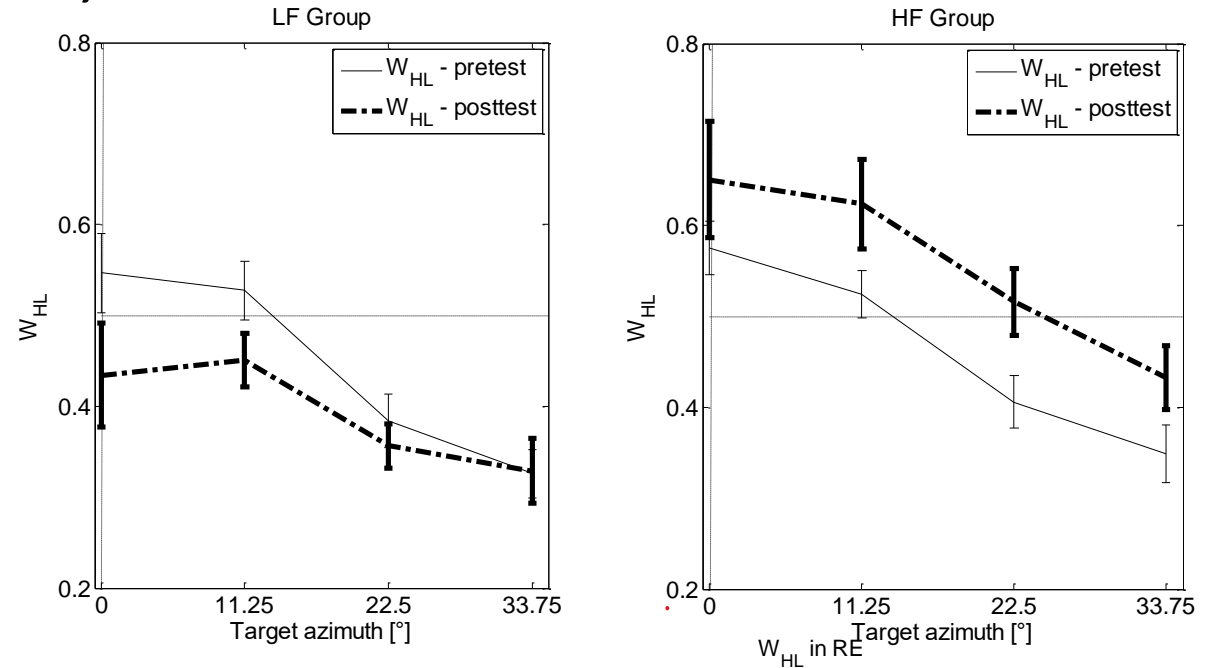 LF Group
0.8
W_HL - pretest
W_HL - posttest
0.6
W_HL
0.4
0.2
0 11.25 22.5 33.75
Target azimuth [°]
HF Group
0.8
W_HL - pretest
W_HL - posttest
0.6
W_HL
0.4
0.2
0 11.25 22.5 33.75
Target azimuth [°]
W_HL in RE